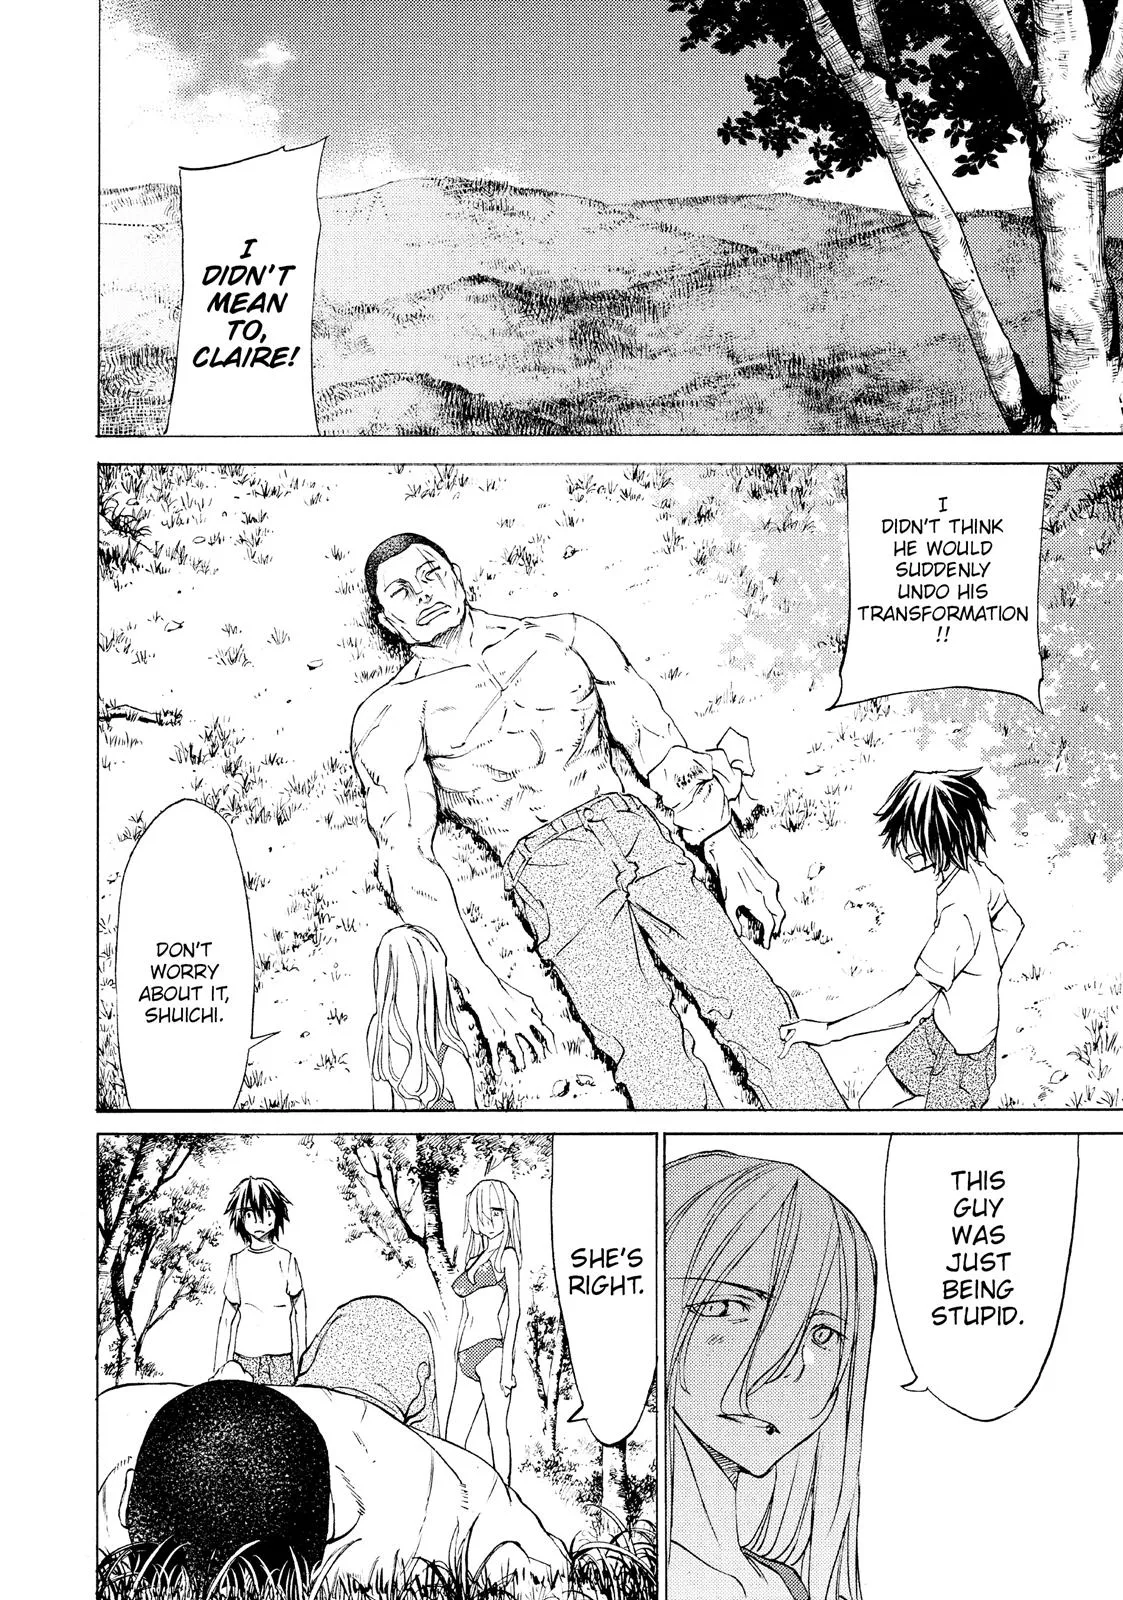 I
DIDN'T
MEAN
TO,
CLAIRE!
I
DIDN'T THINK
HE WOULD
SUDDENLY
UNDO HIS
TRANSFORMATION
!!
DON'T
WORRY
ABOUT IT,
SHUICHI.
THIS
GUY
WAS
JUST
BEING
STUPID.
SHE'S
RIGHT.